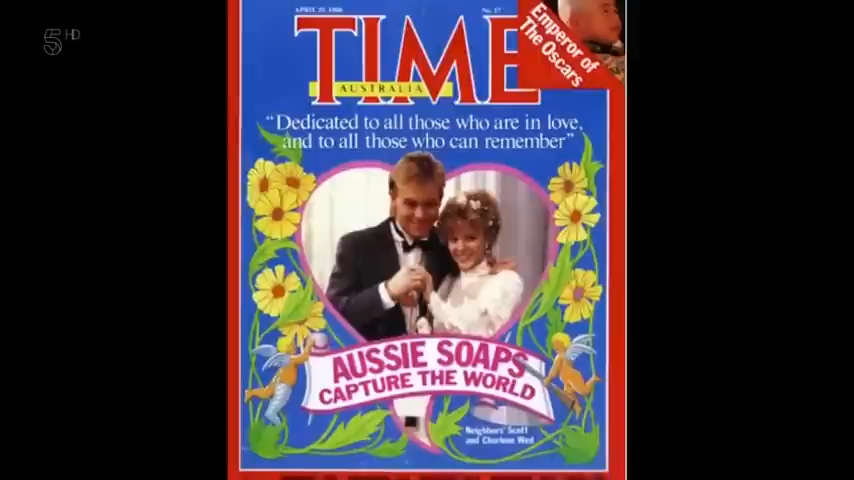 5 HD
APRIL 25, 1988
No. 17
TIME
AUSTRALIA
Emperor of
The Oscars
"Dedicated to all those who are in love,
and to all those who can remember"
AUSSIE SOAPS
CAPTURE THE WORLD
Neighbors' Scott
and Charlene Wed